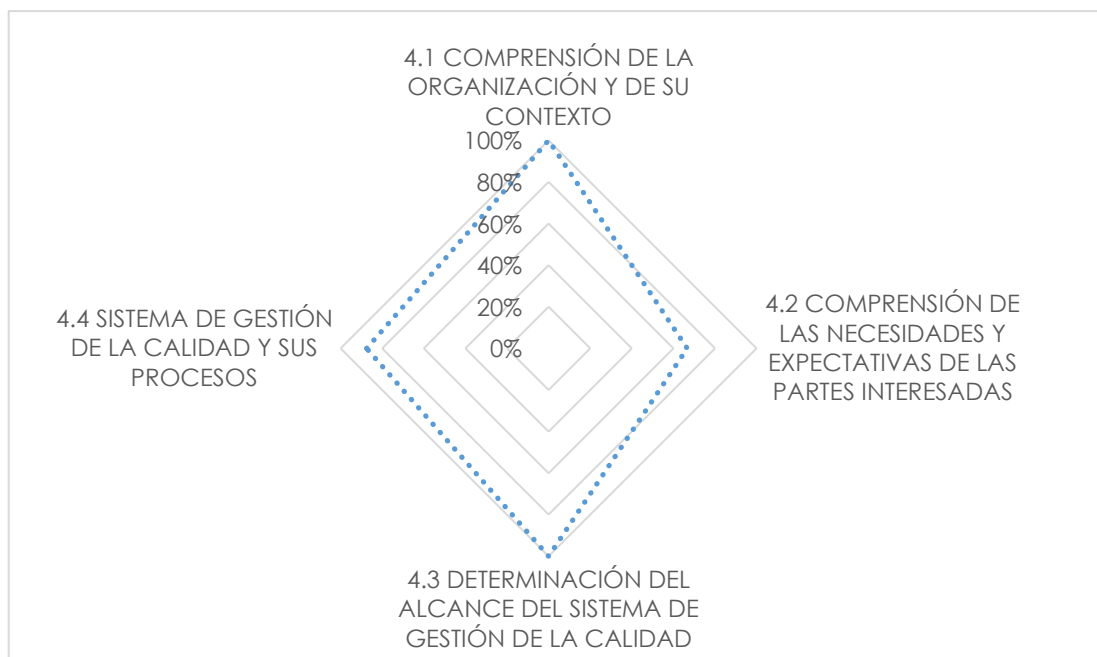 4.1 COMPRENSIÓN DE LA
ORGANIZACIÓN Y DE SU
CONTEXTO
100%
80%
60%
40%
20%
0%
4.2 COMPRENSIÓN DE
LAS NECESIDADES Y
EXPECTATIVAS DE LAS
PARTES INTERESADAS
4.3 DETERMINACIÓN DEL
ALCANCE DEL SISTEMA DE
GESTIÓN DE LA CALIDAD
4.4 SISTEMA DE GESTIÓN
DE LA CALIDAD Y SUS
PROCESOS